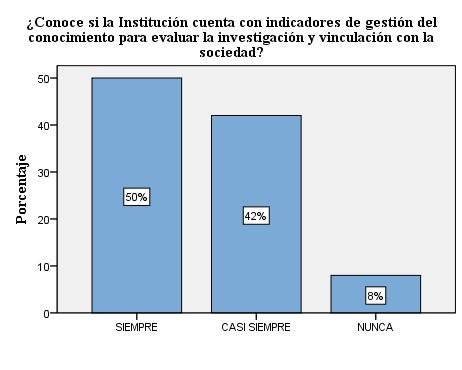 ¿Conoce si la Institución cuenta con indicadores de gestión del
conocimiento para evaluar la investigación y vinculación con la
sociedad?
Porcentaje
50
40
30
20
10
0
50%
42%
8%
SIEMPRE
CASI SIEMPRE
NUNCA